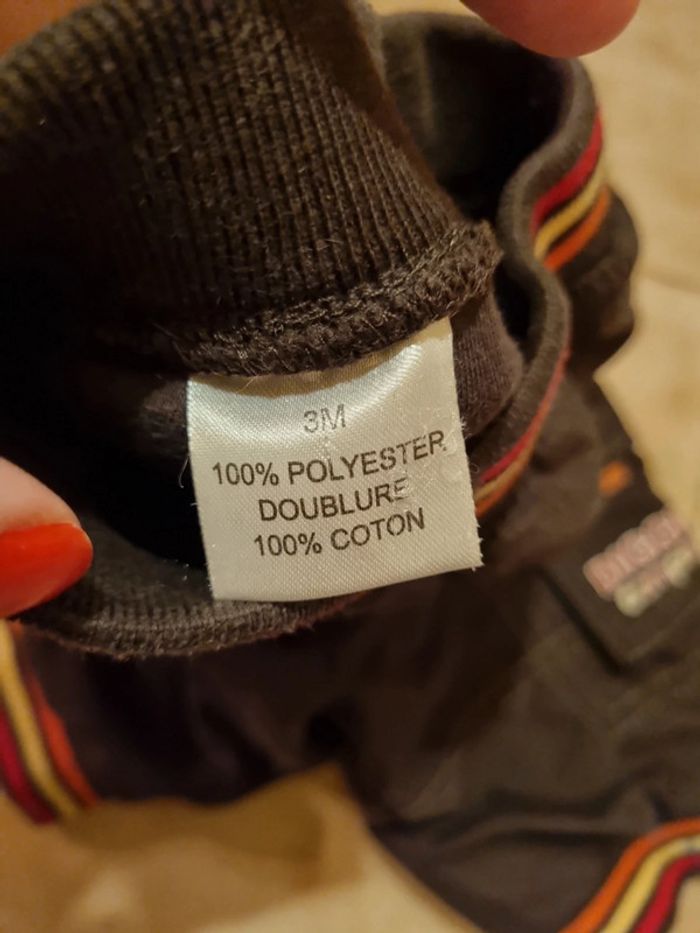 3M
100% POLYESTER
DOUBLURE
100% COTON